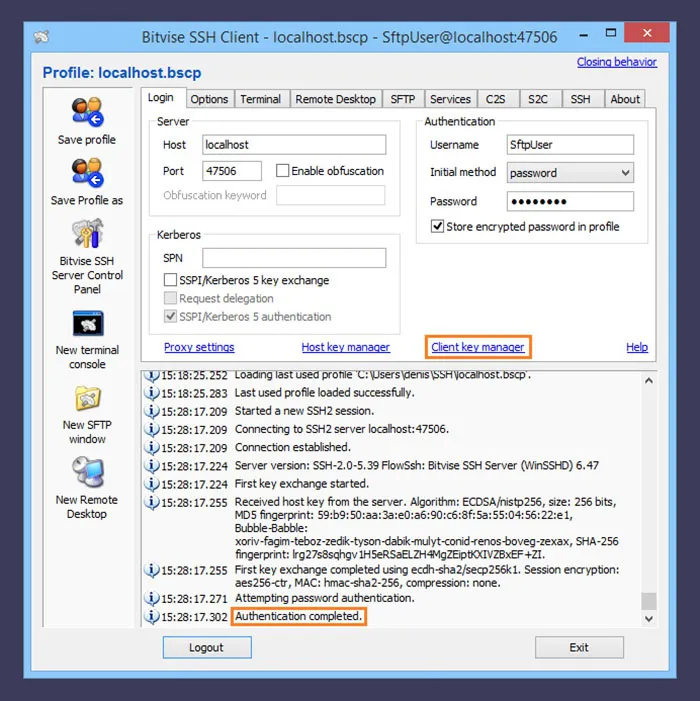 Bitvise SSH Client - localhost.bscp - SftpUser@localhost:47506
Profile: localhost.bscp
Closing behavior
Save profile
Save Profile as
Bitvise SSH
Server Control
Panel
New terminal
console
New SFTP
window
New Remote
Desktop
Login
Options
Terminal
Remote Desktop
SFTP
Services
C2S
S2C
SSH
About
Server
Host
localhost
Port
47506
Enable obfuscation
Obfuscation keyword
Kerberos
SPN
SSPI/Kerberos 5 key exchange
Request delegation
SSPI/Kerberos 5 authentication
Authentication
Username
SftpUser
Initial method
password
Password
••••••••
Store encrypted password in profile
Proxy settings
Host key manager
Client key manager
Help
15:18:25.252 Loading last used profile 'C:\Users\denis\SSH\localhost.bscp'.
15:18:25.283 Last used profile loaded successfully.
15:28:17.209 Started a new SSH2 session.
15:28:17.209 Connecting to SSH2 server localhost:47506.
15:28:17.209 Connection established.
15:28:17.224 Server version: SSH-2.0-5.39 FlowSsh: Bitvise SSH Server (WinSSHD) 6.47
15:28:17.224 First key exchange started.
15:28:17.255 Received host key from the server. Algorithm: ECDSA/nistp256, size: 256 bits,
MD5 fingerprint: 59:b9:50:aa:3a:e0:a6:90:c6:8f:5a:55:04:56:22:e1,
Bubble-Babble:
xoriv-fagim-teboz-zedik-tyson-dabik-mulyt-conid-renos-boveg-zexax, SHA-256
fingerprint: lrg27s8sqhgv1H5eRSaELZH4MgZEiptKXIVZBxEF+ZI.
15:28:17.255 First key exchange completed using ecdh-sha2/secp256k1. Session encryption:
aes256-ctr, MAC: hmac-sha2-256, compression: none.
15:28:17.271 Attempting password authentication.
15:28:17.302 Authentication completed.
Logout
Exit